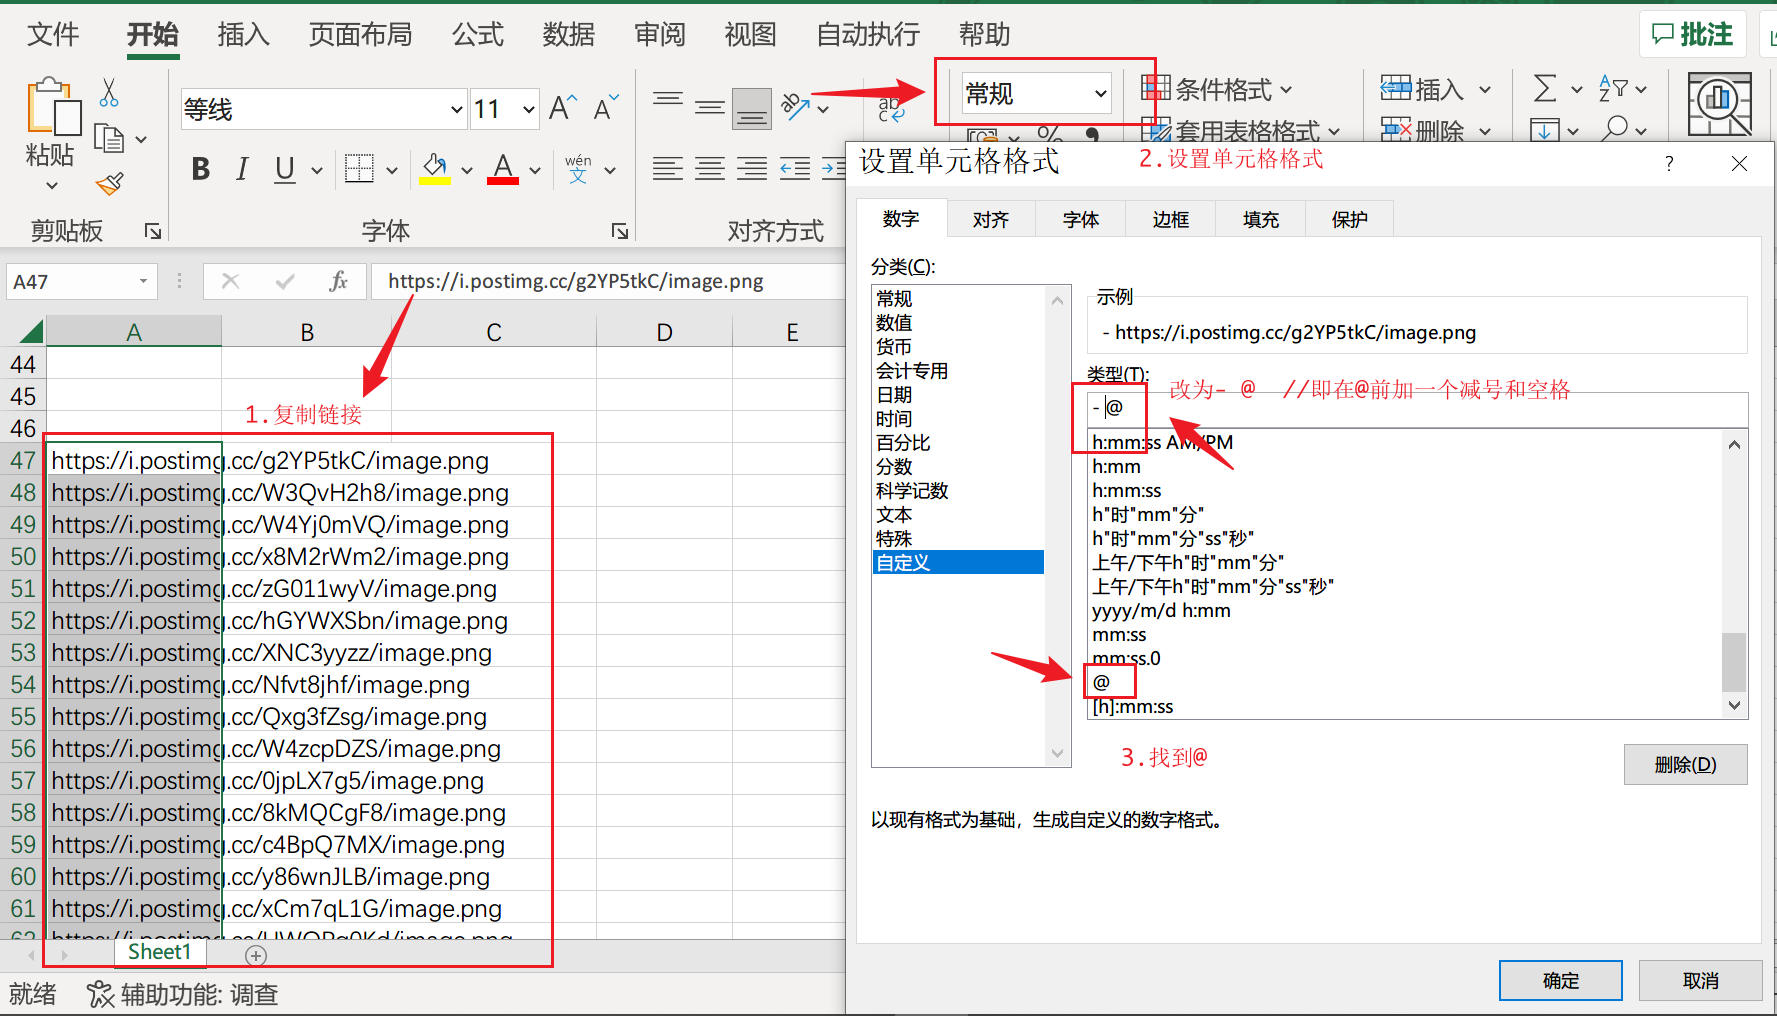 文件 开始 插入 页面布局 公式 数据 审阅 视图 自动执行 帮助 批注
等线 11 常规 条件格式 插入
粘贴 套用表格格式 删除
B I U A wén 文
剪贴板 字体 对齐方式
A47 fx https://i.postimg.cc/g2YP5tkC/image.png
A B C D E
44
45
46
1.复制链接
47 https://i.postimg.cc/g2YP5tkC/image.png
48 https://i.postimg.cc/W3QvH2h8/image.png
49 https://i.postimg.cc/W4Yj0mVQ/image.png
50 https://i.postimg.cc/x8M2rWm2/image.png
51 https://i.postimg.cc/zG011wyV/image.png
52 https://i.postimg.cc/hGYWXSbn/image.png
53 https://i.postimg.cc/XNC3yyzz/image.png
54 https://i.postimg.cc/Nfvt8jhf/image.png
55 https://i.postimg.cc/Qxg3fZsg/image.png
56 https://i.postimg.cc/W4zcpDZS/image.png
57 https://i.postimg.cc/0jpLX7g5/image.png
58 https://i.postimg.cc/8kMQCgF8/image.png
59 https://i.postimg.cc/c4BpQ7MX/image.png
60 https://i.postimg.cc/y86wnJLB/image.png
61 https://i.postimg.cc/xCm7qL1G/image.png
Sheet1
就绪 辅助功能: 调查
设置单元格格式 2.设置单元格格式 ?
数字 对齐 字体 边框 填充 保护
分类(C):
常规
数值
货币
会计专用
日期
时间
百分比
分数
科学记数
文本
特殊
自定义
示例
- https://i.postimg.cc/g2YP5tkC/image.png
类型(T):
改为- @ //即在@前加一个减号和空格
- @
h:mm:ss AM/PM
h:mm
h:mm:ss
h"时"mm"分"
h"时"mm"分"ss"秒"
上午/下午h"时"mm"分"
上午/下午h"时"mm"分"ss"秒"
yyyy/m/d h:mm
mm:ss
mm:ss.0
@
[h]:mm:ss
3.找到@
删除(D)
以现有格式为基础，生成自定义的数字格式。
确定 取消